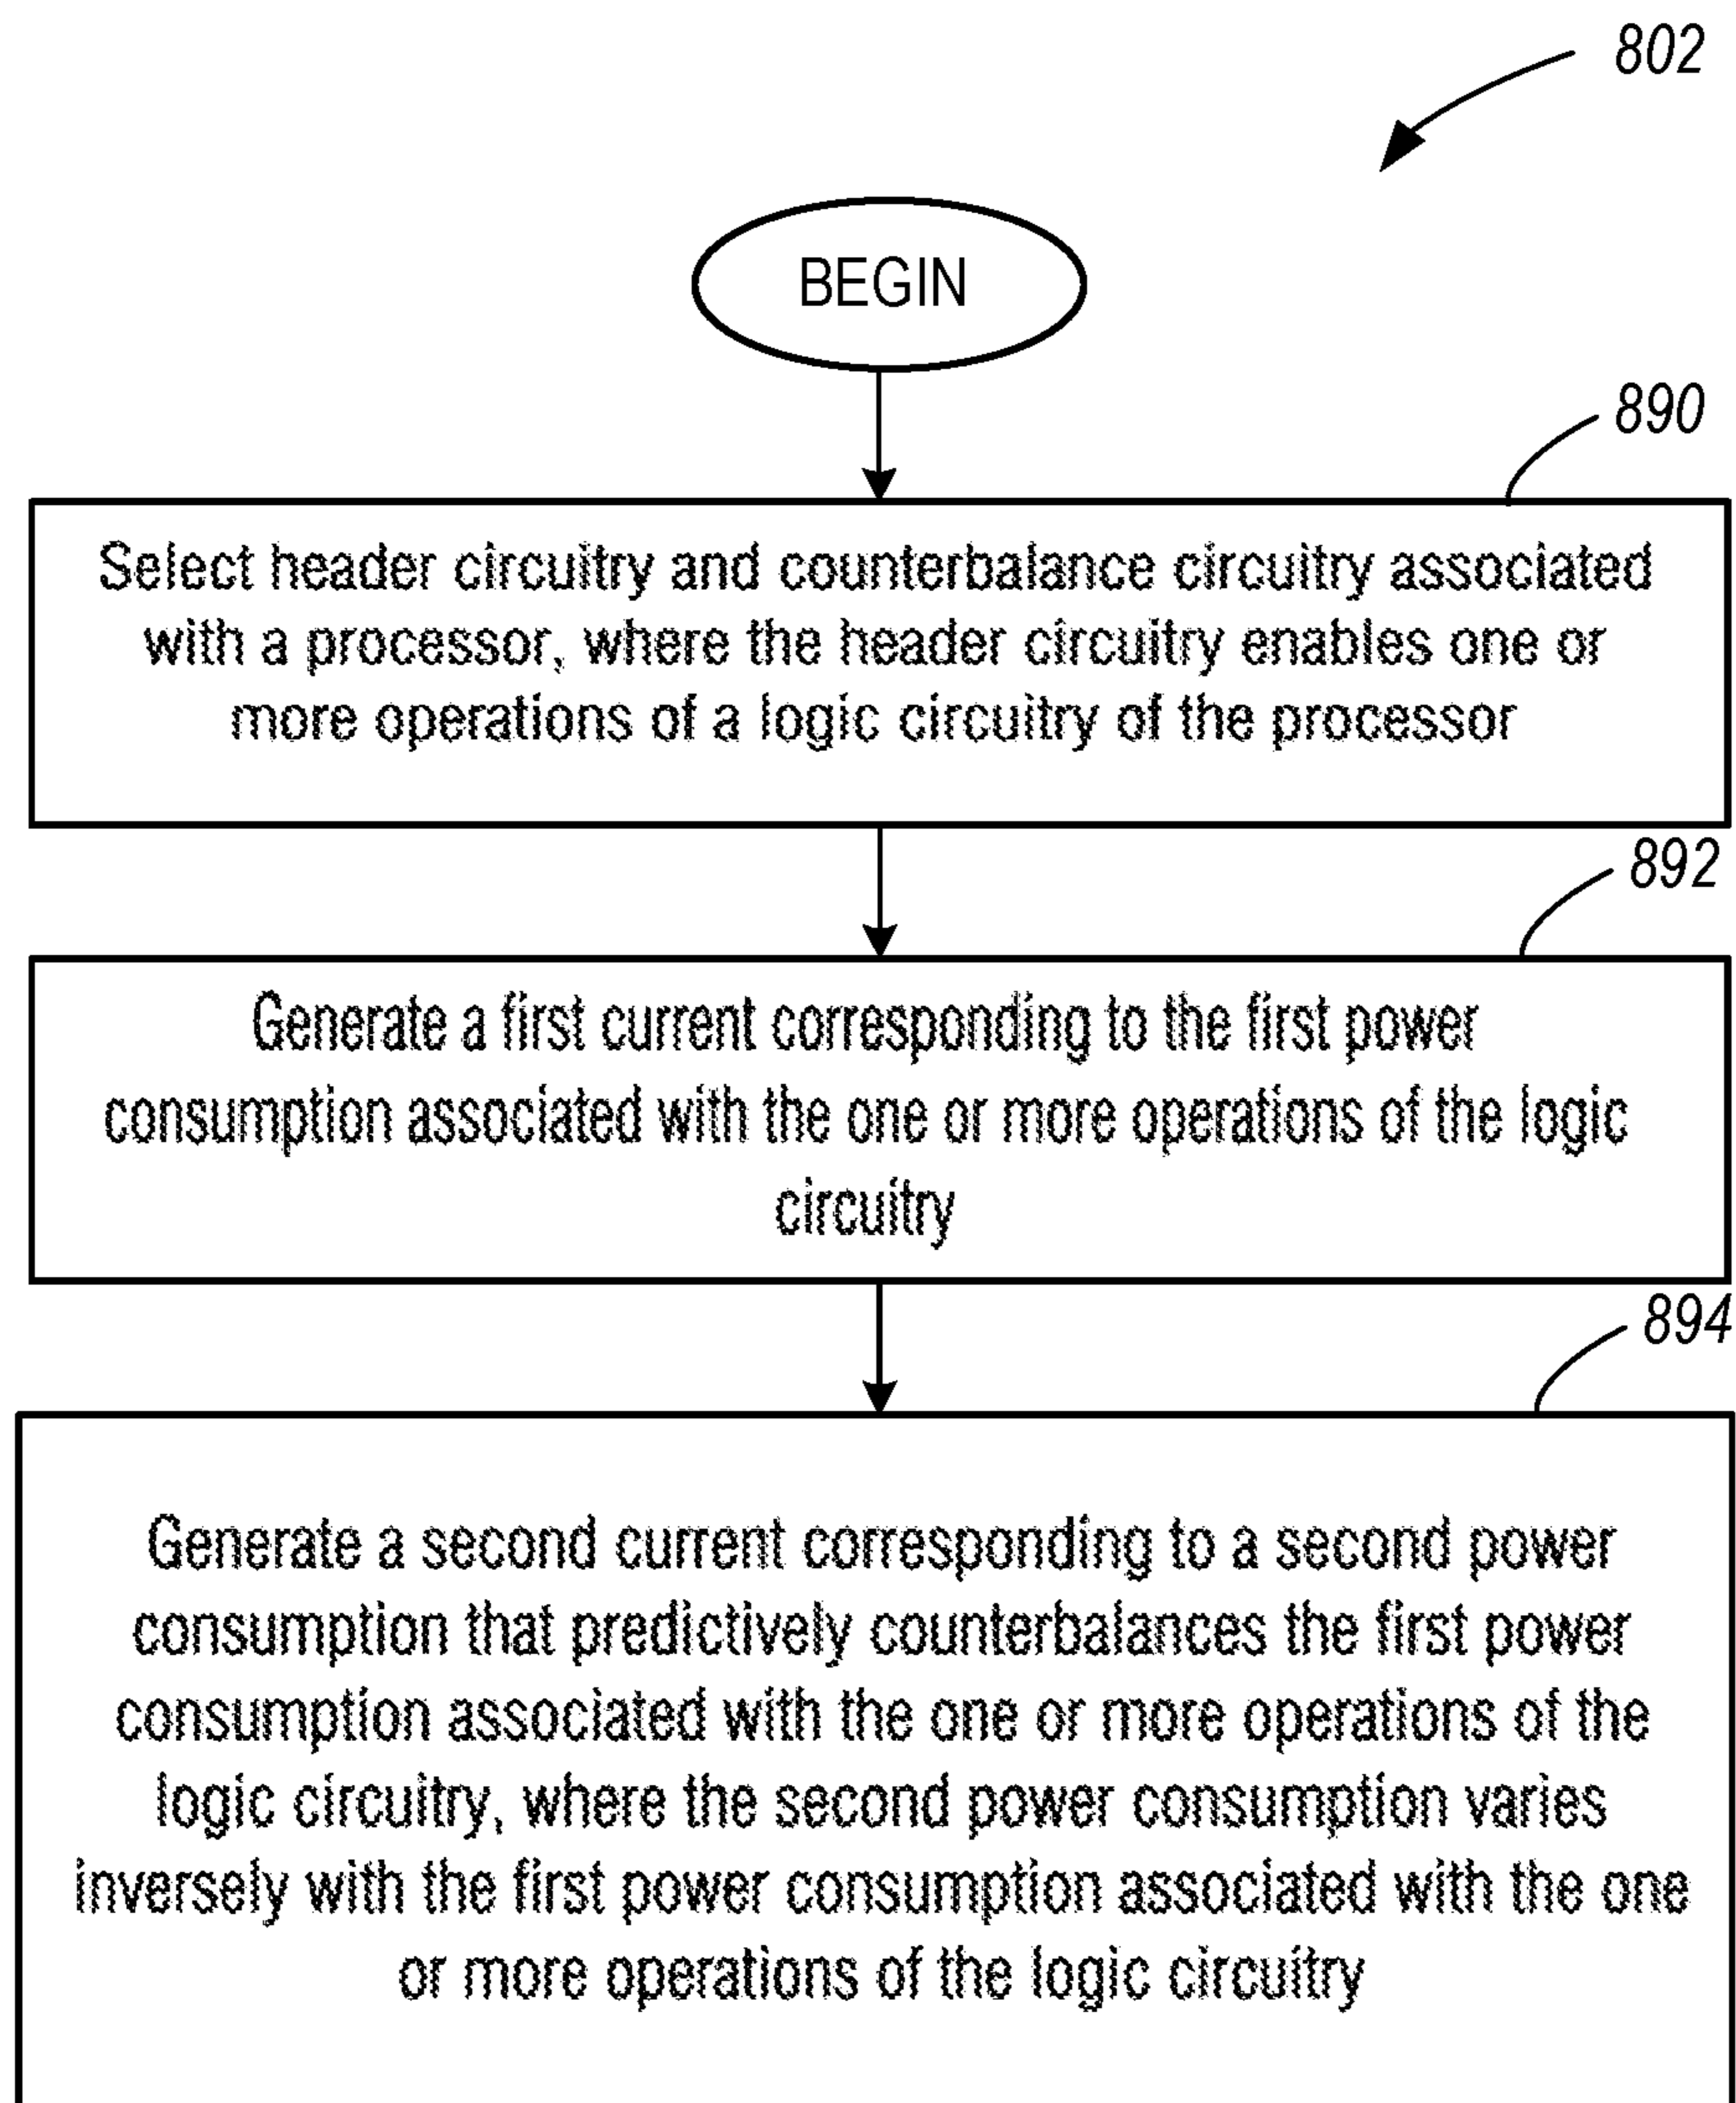 802
BEGIN
890
Select header circuitry and counterbalance circuitry associated
with a processor, where the header circuitry enables one or
more operations of a logic circuitry of the processor
892
Generate a first current corresponding to the first power
consumption associated with the one or more operations of the logic
circuitry
894
Generate a second current corresponding to a second power
consumption that predictively counterbalances the first power
consumption associated with the one or more operations of the
logic circuitry, where the second power consumption varies
inversely with the first power consumption associated with the one
or more operations of the logic circuitry